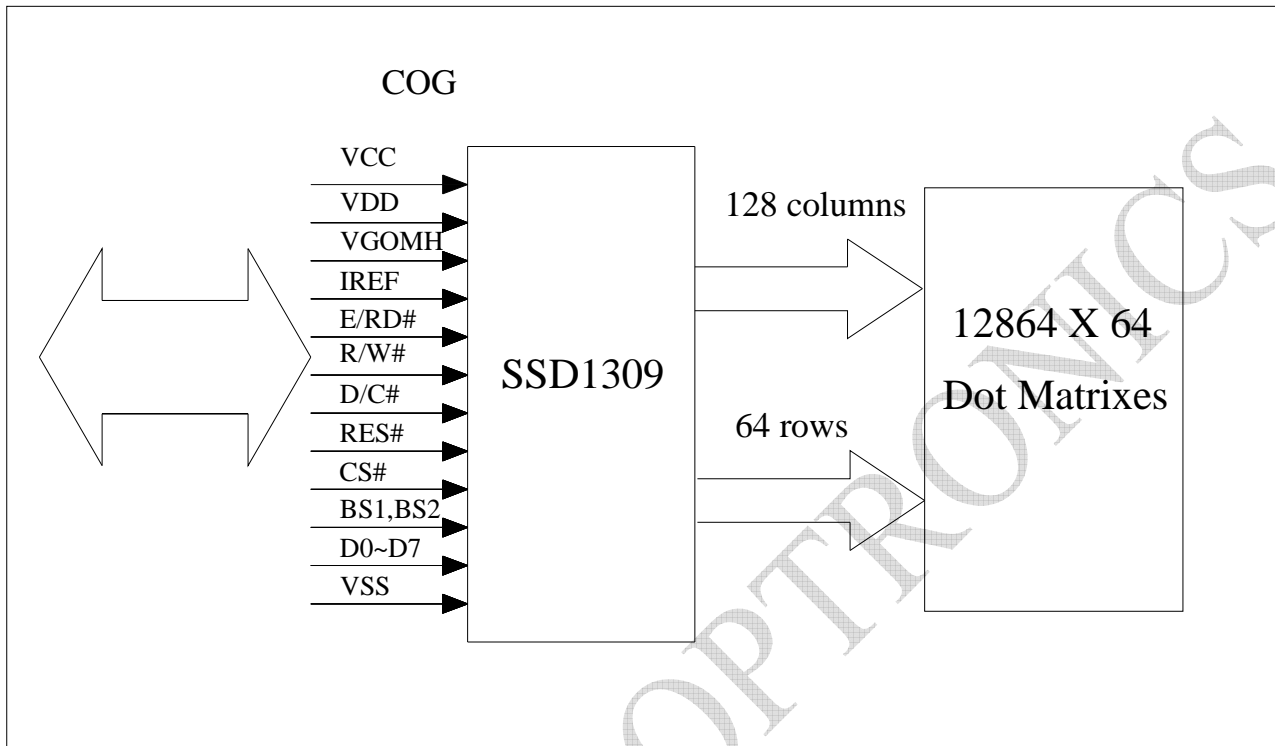 COG
VCC
VDD
VGOMH
IREF
E/RD#
R/W#
D/C#
RES#
CS#
BS1,BS2
D0~D7
VSS
SSD1309
128 columns
64 rows
12864 X 64
Dot Matrixes
OPTRONICS